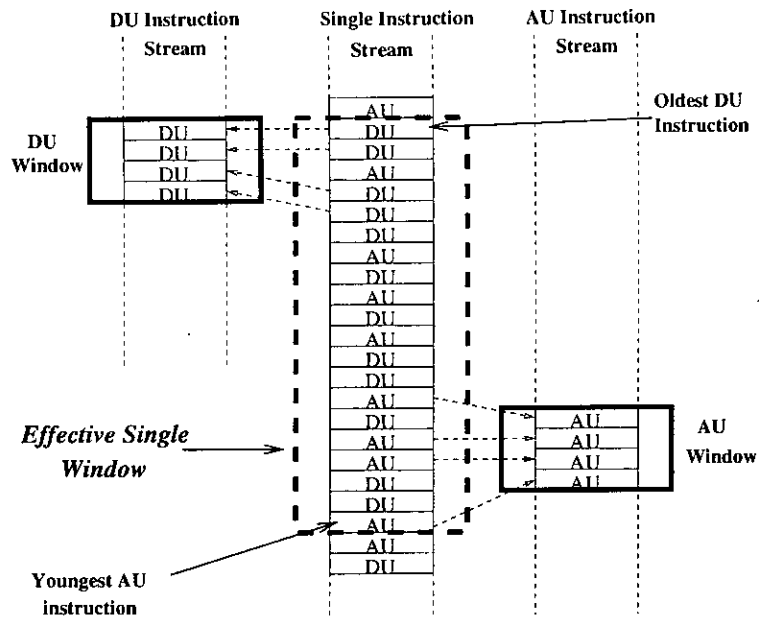 DU Instruction
Stream
Single Instruction
Stream
AU Instruction
Stream
Oldest DU
Instruction
DU
Window
DU
DU
DU
DU
AU
DU
DU
AU
DU
DU
DU
AU
DU
AU
DU
AU
DU
DU
AU
DU
AU
AU
DU
DU
AU
AU
DU
AU
AU
AU
AU
AU
Window
Effective Single
Window
Youngest AU
instruction